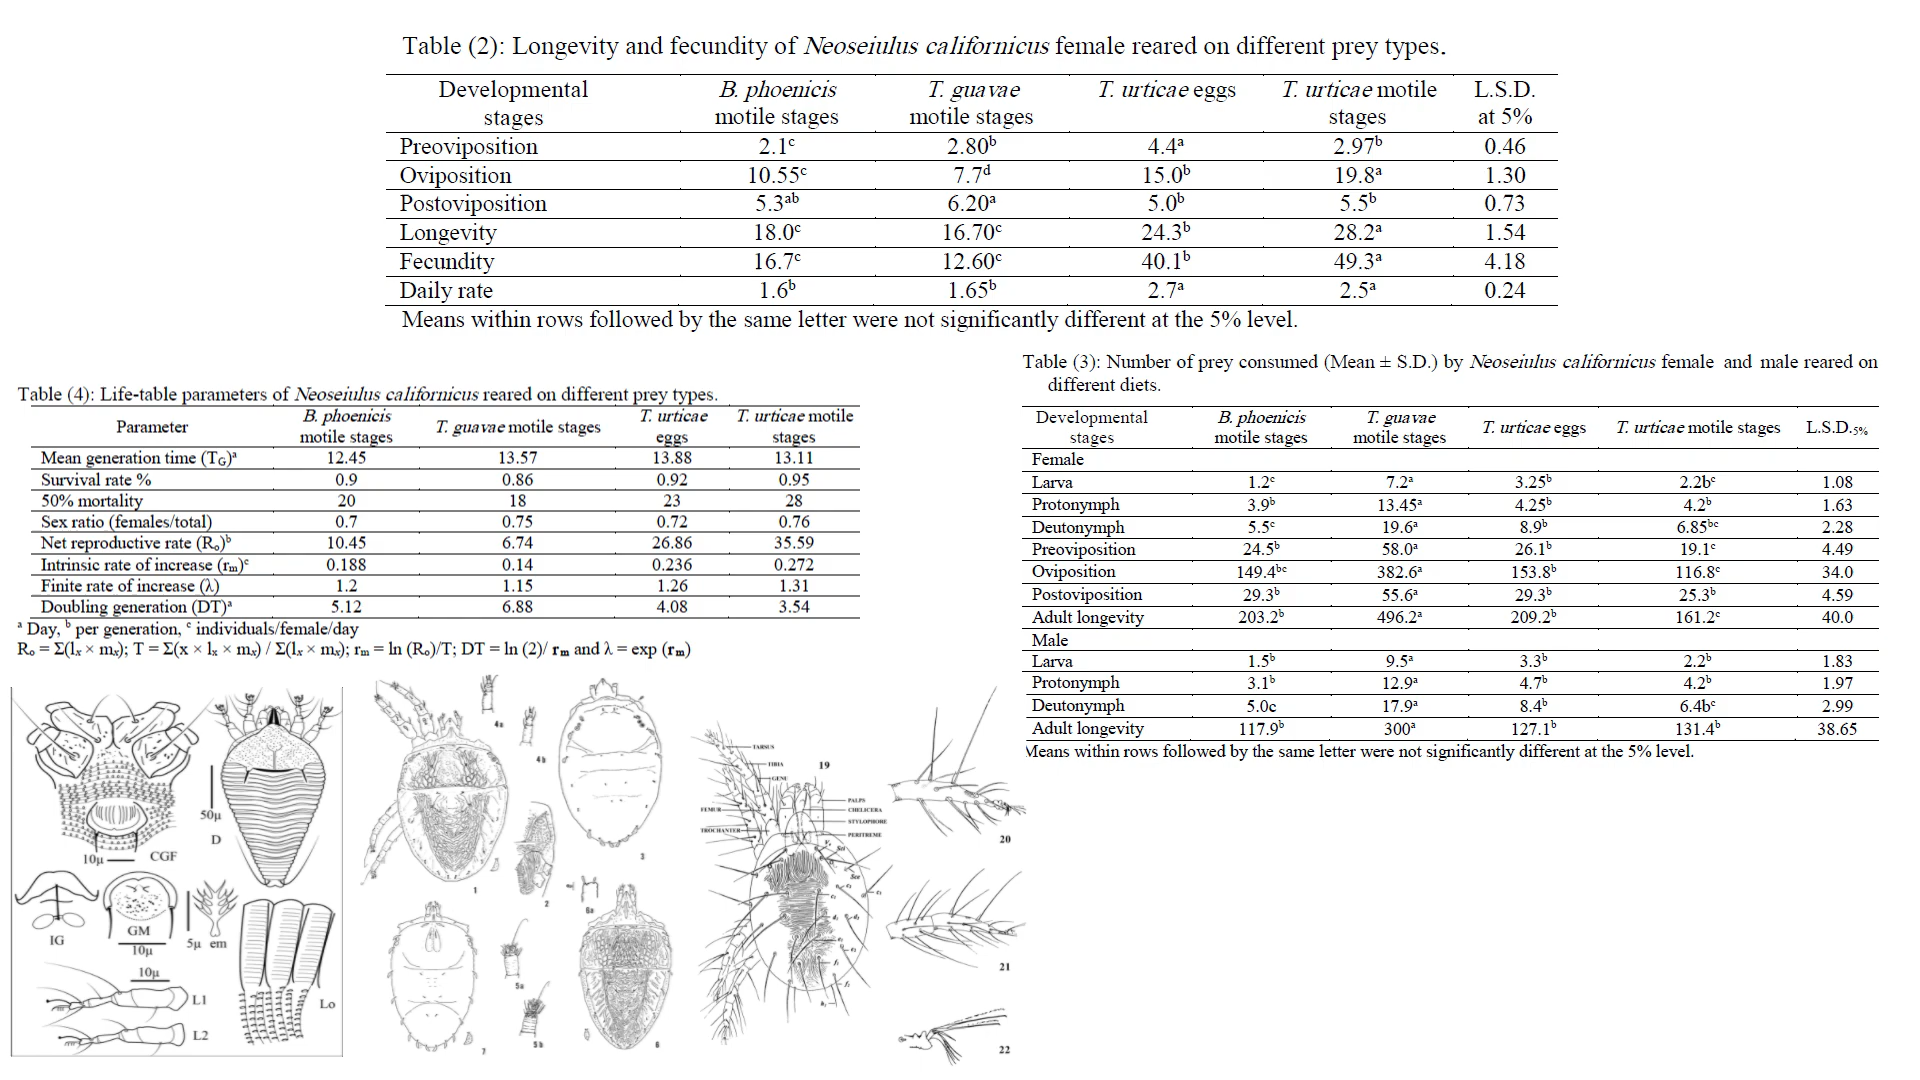 Table (2): Longevity and fecundity of Neoseiulus californicus female reared on different prey types.
Developmental stages B. phoenicis motile stages T. guavae motile stages T. urticae eggs T. urticae motile stages L.S.D. at 5%
Preoviposition 2.1c 2.80b 4.4a 2.97b 0.46
Oviposition 10.55c 7.7d 15.0b 19.8a 1.30
Postoviposition 5.3ab 6.20a 5.0b 5.5b 0.73
Longevity 18.0c 16.70c 24.3b 28.2a 1.54
Fecundity 16.7c 12.60c 40.1b 49.3a 4.18
Daily rate 1.6b 1.65b 2.7a 2.5a 0.24
Means within rows followed by the same letter were not significantly different at the 5% level.
Table (4): Life-table parameters of Neoseiulus californicus reared on different prey types.
Parameter B. phoenicis motile stages T. guavae motile stages T. urticae eggs T. urticae motile stages
Mean generation time (TG)a 12.45 13.57 13.88 13.11
Survival rate % 0.9 0.86 0.92 0.95
50% mortality 20 18 23 28
Sex ratio (females/total) 0.7 0.75 0.72 0.76
Net reproductive rate (Ro)b 10.45 6.74 26.86 35.59
Intrinsic rate of increase (rm)c 0.188 0.14 0.236 0.272
Finite rate of increase (λ) 1.2 1.15 1.26 1.31
Doubling generation (DT)a 5.12 6.88 4.08 3.54
a Day, b per generation, c individuals/female/day
Ro = Σ(lx × mx); T = Σ(x × lx × mx) / Σ(lx × mx); rm = ln (Ro)/T; DT = ln (2)/ rm and λ = exp (rm)
Table (3): Number of prey consumed (Mean ± S.D.) by Neoseiulus californicus female and male reared on
different diets.
Developmental stages B. phoenicis motile stages T. guavae motile stages T. urticae eggs T. urticae motile stages L.S.D.5%
Female
Larva 1.2c 7.2a 3.25b 2.2bc 1.08
Protonymph 3.9b 13.45a 4.25b 4.2b 1.63
Deutonymph 5.5c 19.6a 8.9b 6.85bc 2.28
Preoviposition 24.5b 58.0a 26.1b 19.1c 4.49
Oviposition 149.4bc 382.6a 153.8b 116.8c 34.0
Postoviposition 29.3b 55.6a 29.3b 25.3b 4.59
Adult longevity 203.2b 496.2a 209.2b 161.2c 40.0
Male
Larva 1.5b 9.5a 3.3b 2.2b 1.83
Protonymph 3.1b 12.9a 4.7b 4.2b 1.97
Deutonymph 5.0c 17.9a 8.4b 6.4bc 2.99
Adult longevity 117.9b 300a 127.1b 131.4b 38.65
Means within rows followed by the same letter were not significantly different at the 5% level.
50µ
D
10µ
CGF
IG
GM
10µ
5µ em
10µ
L1
L2
Lo
4a
4b
3
1
2
6a
5a
5b
7
6
TARSUS
TIBIA
GENU
FEMUR
TROCHANTER
19
PALPS
CHELICERA
STYLOPHORE
PERITREME
20
21
22